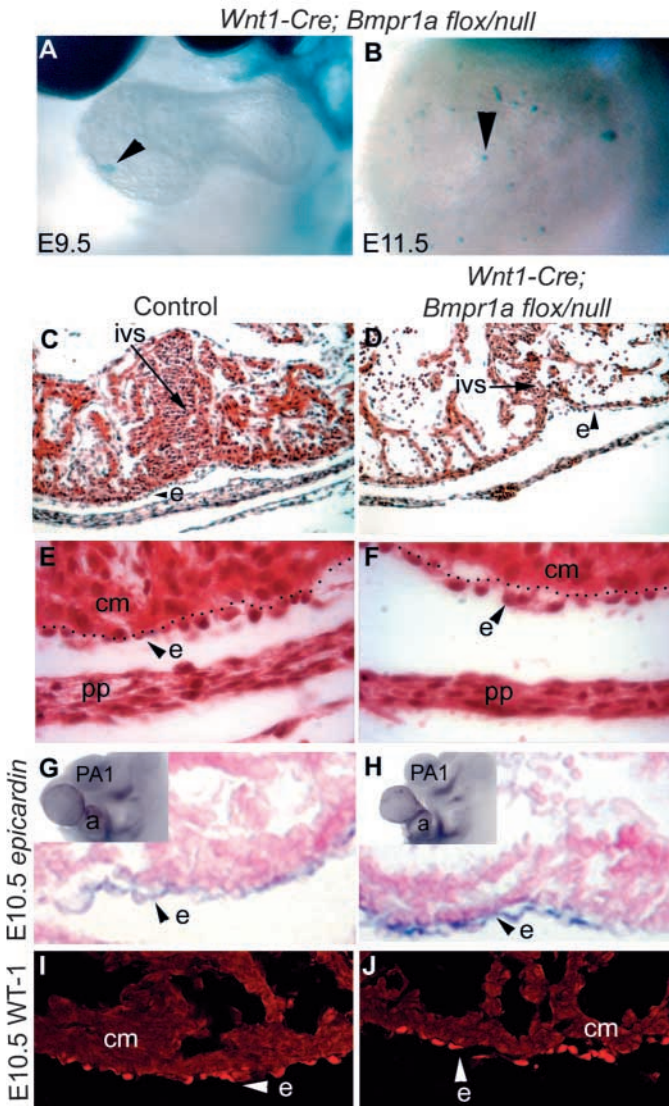 Wnt1-Cre; Bmpr1a flox/null
A
B
E9.5
E11.5
Control
Wnt1-Cre;
Bmpr1a flox/null
C
ivs
e
D
ivs
e
E
cm
e
pp
F
cm
e
pp
E10.5 epicardin
G
PA1
a
e
H
PA1
a
e
E10.5 WT-1
I
cm
e
J
cm
e